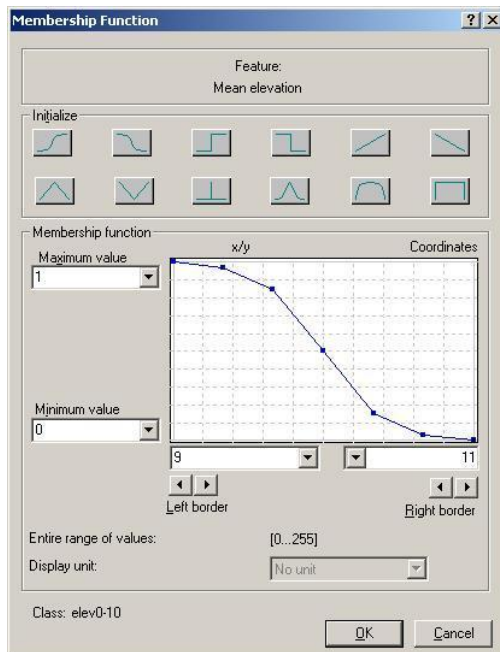 Membership Function
Feature:
Mean elevation
Initialize
Membership function
Maximum value
x/y
Coordinates
1
Minimum value
0
9
11
Left border
Right border
Entire range of values:
[0...255]
Display unit:
No unit
Class: elev0-10
OK
Cancel